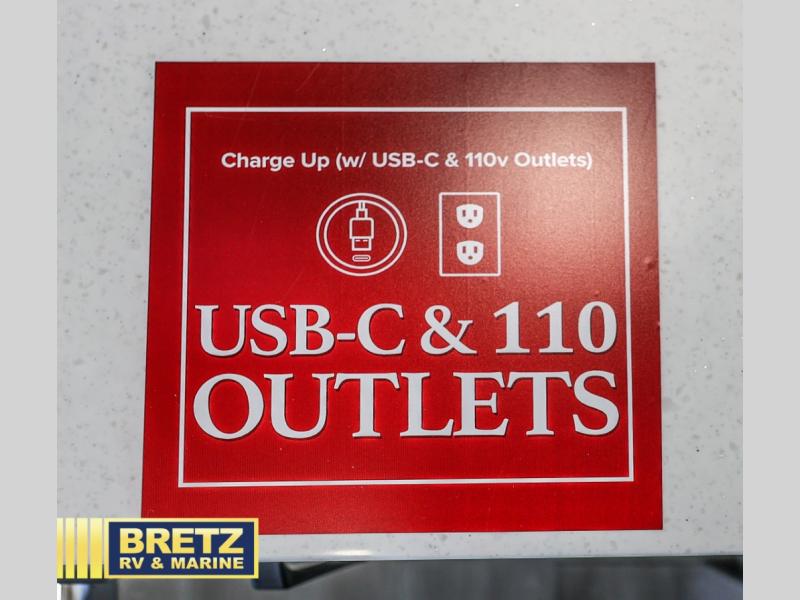 Charge Up (w/ USB-C & 110v Outlets)
USB-C & 110
OUTLETS
BRETZ
RV & MARINE